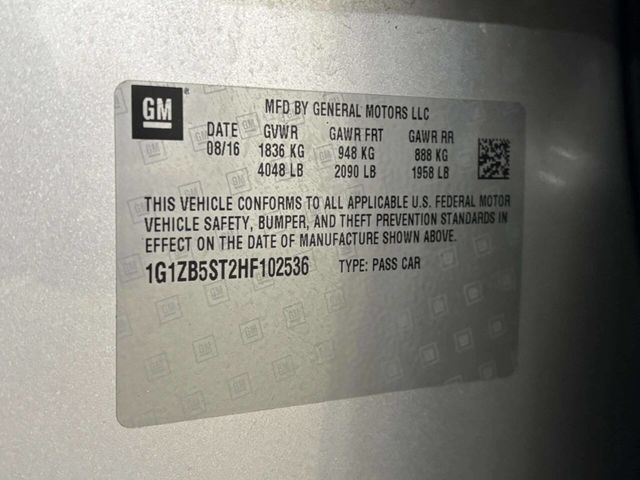 GM
MFD BY GENERAL MOTORS LLC
DATE GVWR GAWR FRT GAWR RR
08/16 1836 KG 948 KG 888 KG
4048 LB 2090 LB 1958 LB
THIS VEHICLE CONFORMS TO ALL APPLICABLE U.S. FEDERAL MOTOR
VEHICLE SAFETY, BUMPER, AND THEFT PREVENTION STANDARDS IN
EFFECT ON THE DATE OF MANUFACTURE SHOWN ABOVE.
1G1ZB5ST2HF102536 TYPE: PASS CAR